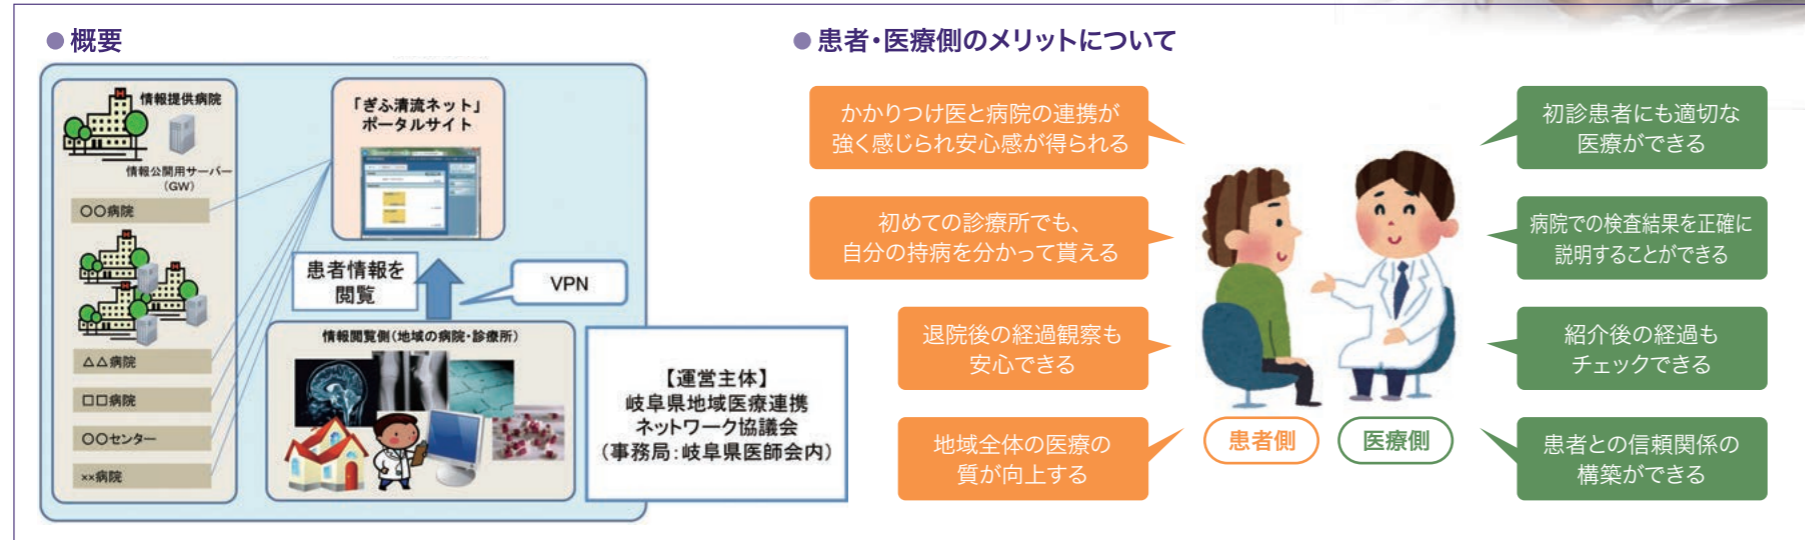 ● 概要
情報提供病院
情報公開用サーバー
(GW)
〇〇病院
△△病院
□□病院
〇〇センター
××病院
「ぎふ清流ネット」
ポータルサイト
患者情報を
閲覧
VPN
情報閲覧側(地域の病院・診療所)
【運営主体】
岐阜県地域医療連携
ネットワーク協議会
(事務局:岐阜県医師会内)
● 患者・医療側のメリットについて
かかりつけ医と病院の連携が
強く感じられ安心感が得られる
初めての診療所でも、
自分の持病を分かって貰える
退院後の経過観察も
安心できる
地域全体の医療の
質が向上する
患者側
医療側
初診患者にも適切な
医療ができる
病院での検査結果を正確に
説明することができる
紹介後の経過も
チェックできる
患者との信頼関係の
構築ができる